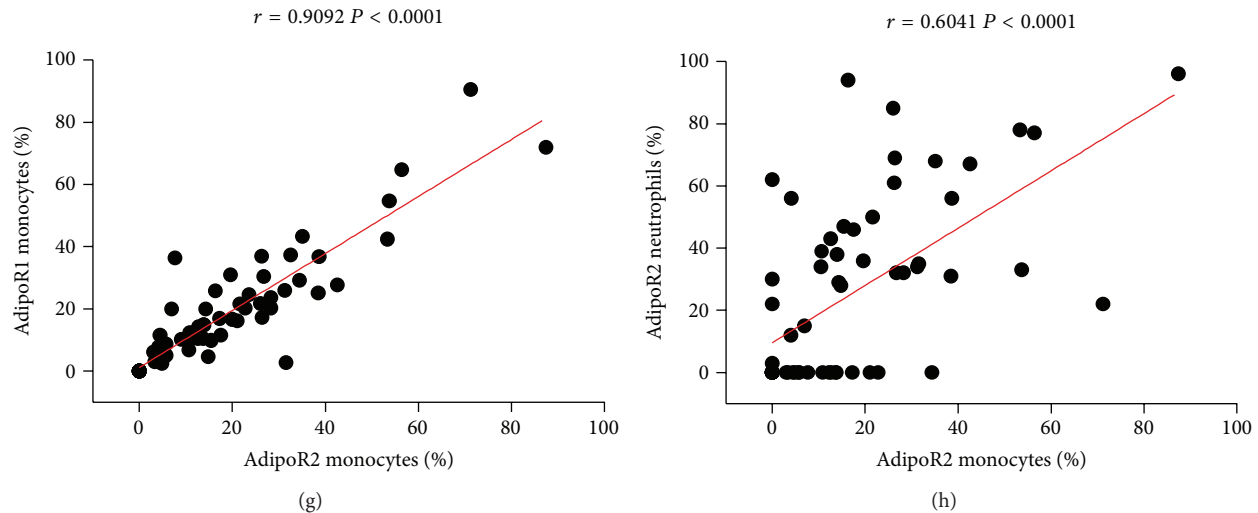 r = 0.9092 P < 0.0001
100
80
60
40
20
0
AdipoR1 monocytes (%)
0 20 40 60 80 100
AdipoR2 monocytes (%)
(g)
r = 0.6041 P < 0.0001
100
80
60
40
20
0
AdipoR2 neutrophils (%)
0 20 40 60 80 100
AdipoR2 monocytes (%)
(h)